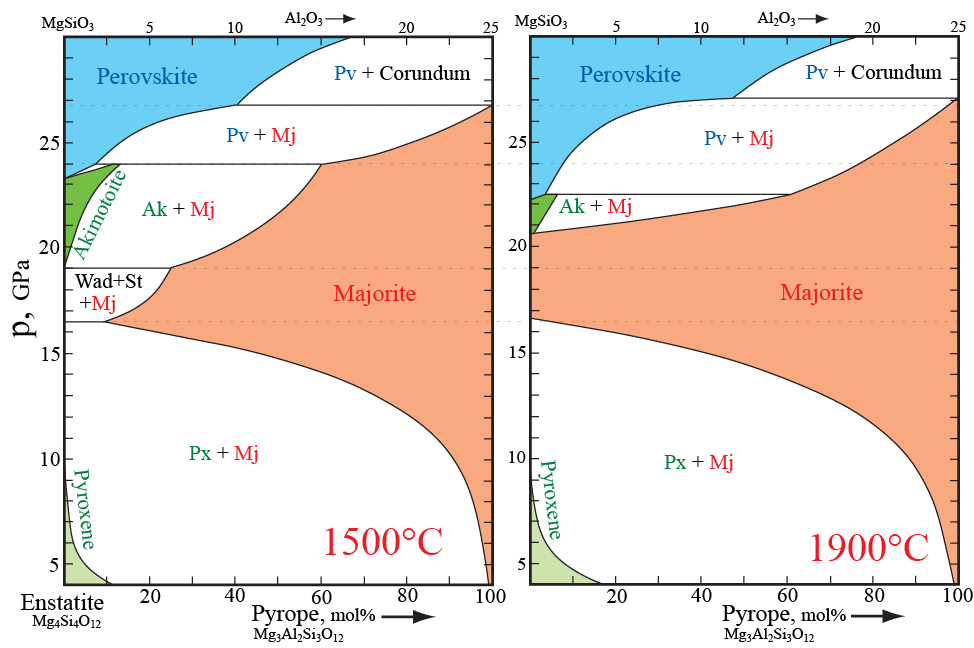 MgSiO3 5 10 Al2O3 20 25
Perovskite
Pv + Corundum
Pv + Mj
25
Akimotoite
Ak + Mj
20
Wad+St
+Mj
Majorite
p, GPa
15
Px + Mj
10
Pyroxene
1500°C
5
20 40 60 80 100
Enstatite
Mg4Si4O12
Pyrope, mol%
Mg3Al2Si3O12
MgSiO3 5 10 Al2O3 20 25
Perovskite
Pv + Corundum
Pv + Mj
25
Ak + Mj
20
Majorite
15
Px + Mj
10
Pyroxene
1900°C
5
20 40 60 80 100
Pyrope, mol%
Mg3Al2Si3O12